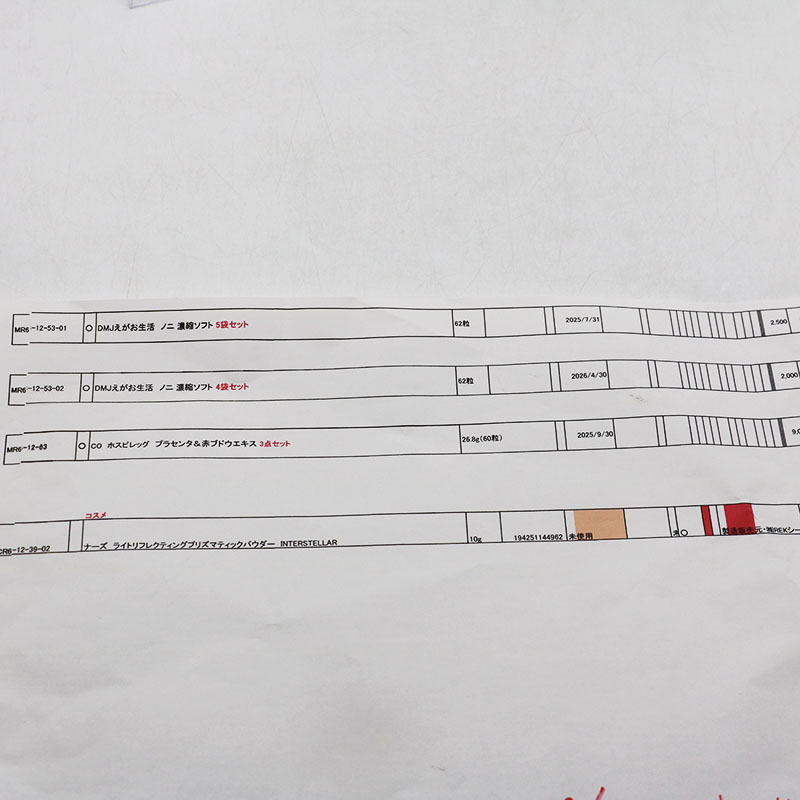 MR6-12-53-01 ○ DMJえがお生活 ノニ 濃縮ソフト 5袋セット 62粒 2025/7/31 2,500
MR6-12-53-02 ○ DMJえがお生活 ノニ 濃縮ソフト 4袋セット 62粒 2026/4/30 2,000
MR6-12-63 ○ CO ホスピレッグ プラセンタ&赤ブドウエキス 3点セット 26.8g(60粒) 2025/9/30 9,0
コスメ
CR6-12-39-02 ナーズ ライトリフレクティングプリズマティックパウダー INTERSTELLAR 10g 194251144962 未使用 未○ 製造販売元・㈲REKシー